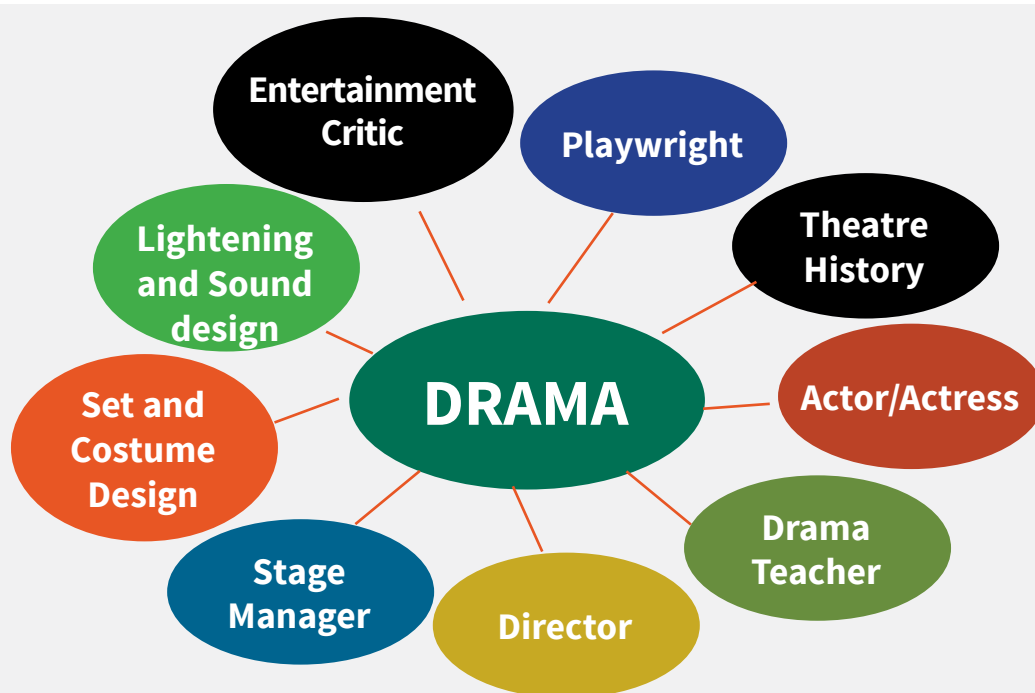 Entertainment
Critic
Playwright
Theatre
History
Lightening
and Sound
design
DRAMA
Actor/Actress
Set and
Costume
Design
Drama
Teacher
Stage
Manager
Director